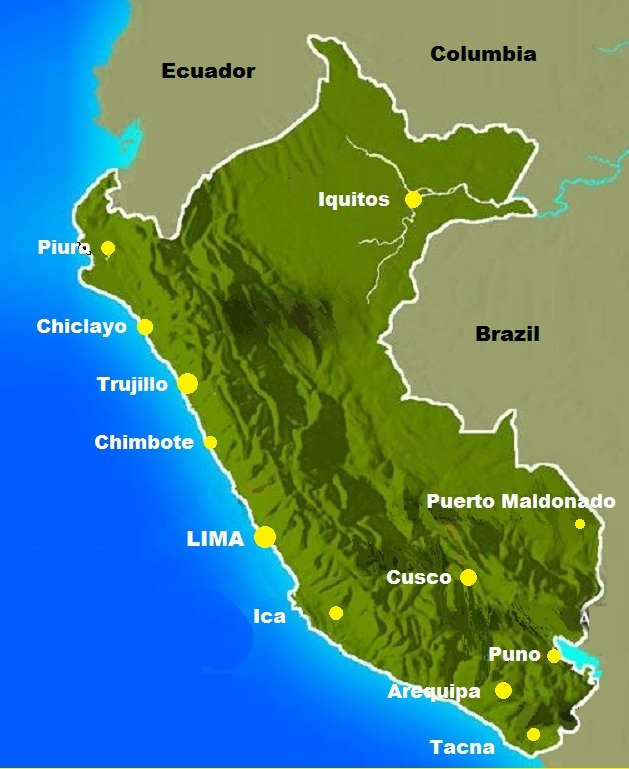 Columbia
Ecuador
Iquitos
Piura
Chiclayo
Brazil
Trujillo
Chimbote
Puerto Maldonado
LIMA
Cusco
Ica
A
Puno
Arequipa
Tacna